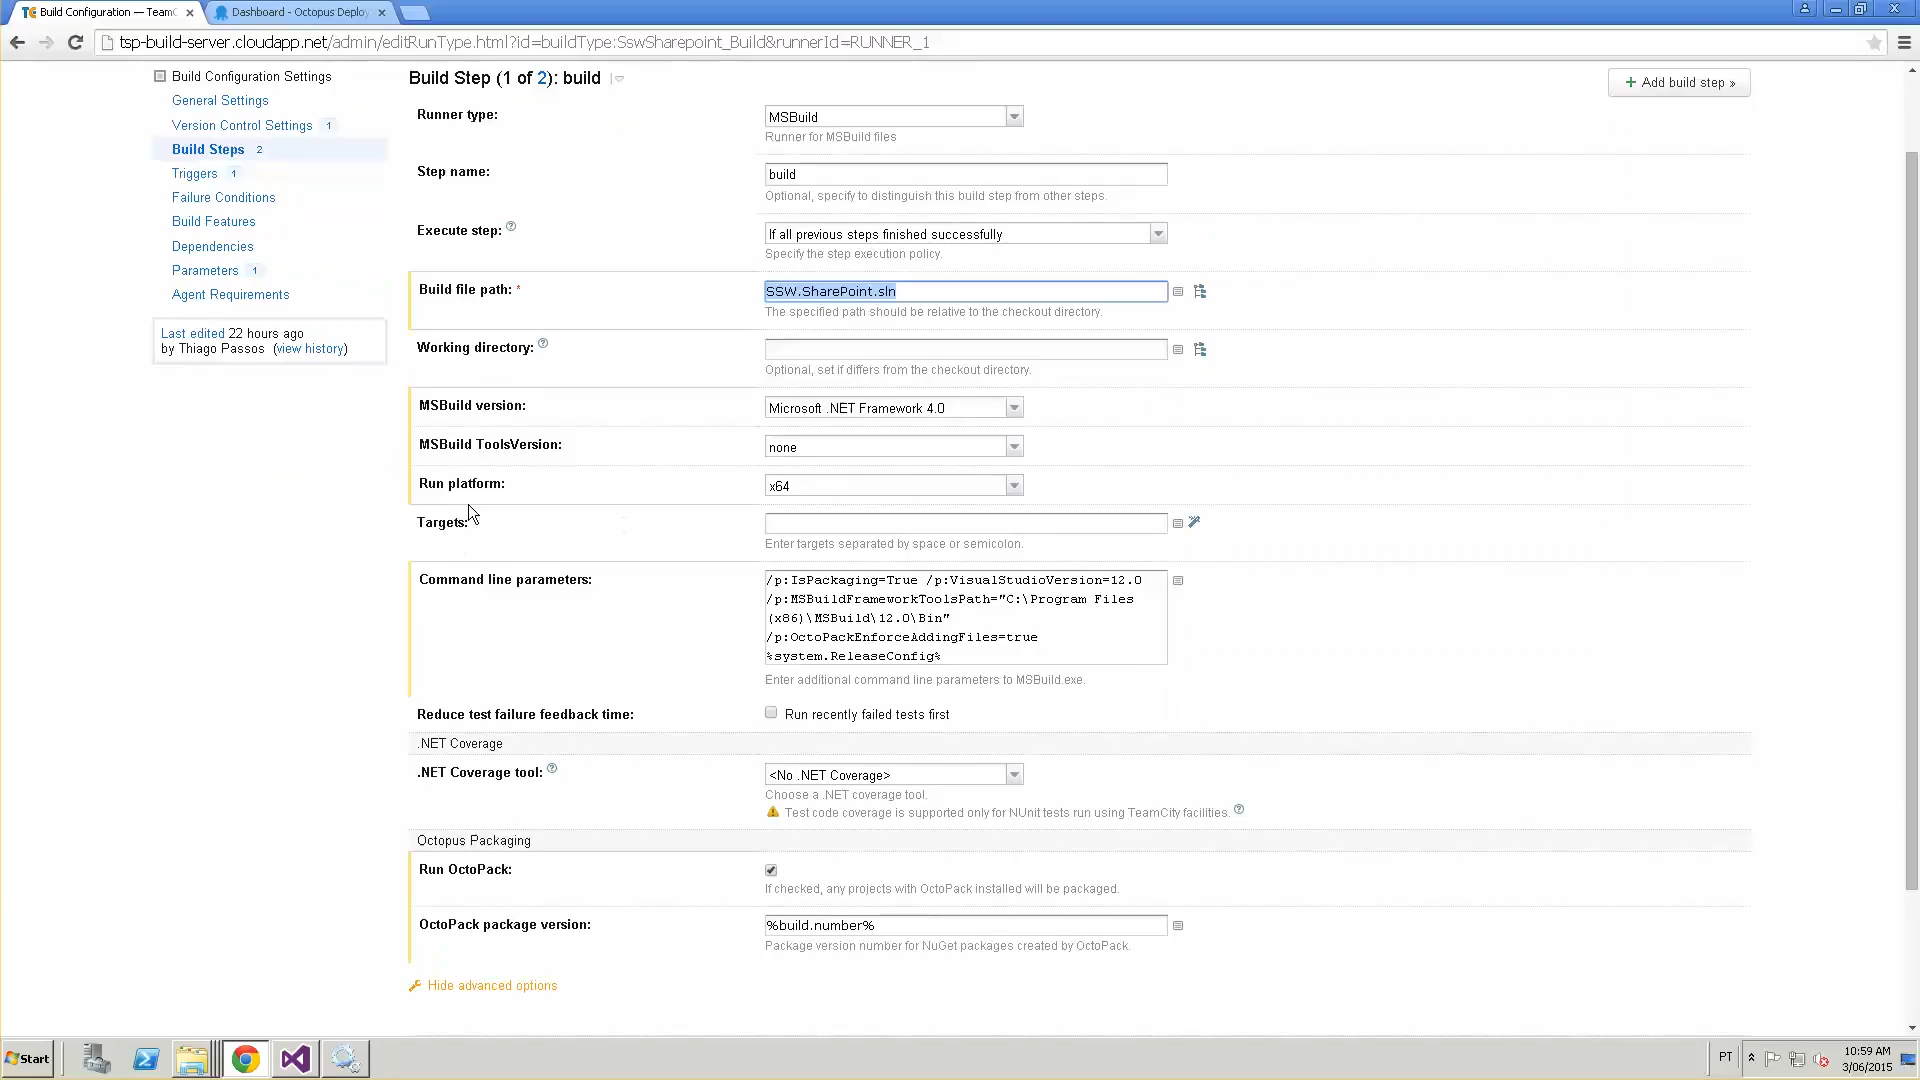 Build Configuration — TeamC
Dashboard - Octopus Deploy
tsp-build-server.cloudapp.net/admin/editRunType.html?id=buildType:SswSharepoint_Build&runnerId=RUNNER_1
Build Configuration Settings
General Settings
Version Control Settings 1
Build Steps 2
Triggers 1
Failure Conditions
Build Features
Dependencies
Parameters 1
Agent Requirements
Last edited 22 hours ago
by Thiago Passos (view history)
Build Step (1 of 2): build
+ Add build step »
Runner type:
MSBuild
Runner for MSBuild files
Step name:
build
Optional, specify to distinguish this build step from other steps.
Execute step:
If all previous steps finished successfully
Specify the step execution policy.
Build file path: *
SSW.SharePoint.sln
The specified path should be relative to the checkout directory.
Working directory:
Optional, set if differs from the checkout directory.
MSBuild version:
Microsoft .NET Framework 4.0
MSBuild ToolsVersion:
none
Run platform:
x64
Targets:
Enter targets separated by space or semicolon.
Command line parameters:
/p:IsPackaging=True /p:VisualStudioVersion=12.0
/p:MSBuildFrameworkToolsPath="C:\Program Files
(x86)\MSBuild\12.0\Bin"
/p:OctoPackEnforceAddingFiles=true
%system.ReleaseConfig%
Enter additional command line parameters to MSBuild.exe.
Reduce test failure feedback time:
Run recently failed tests first
.NET Coverage
.NET Coverage tool:
<No .NET Coverage>
Choose a .NET coverage tool.
Test code coverage is supported only for NUnit tests run using TeamCity facilities.
Octopus Packaging
Run OctoPack:
If checked, any projects with OctoPack installed will be packaged.
OctoPack package version:
%build.number%
Package version number for NuGet packages created by OctoPack.
Hide advanced options
Start
PT
10:59 AM
3/06/2015